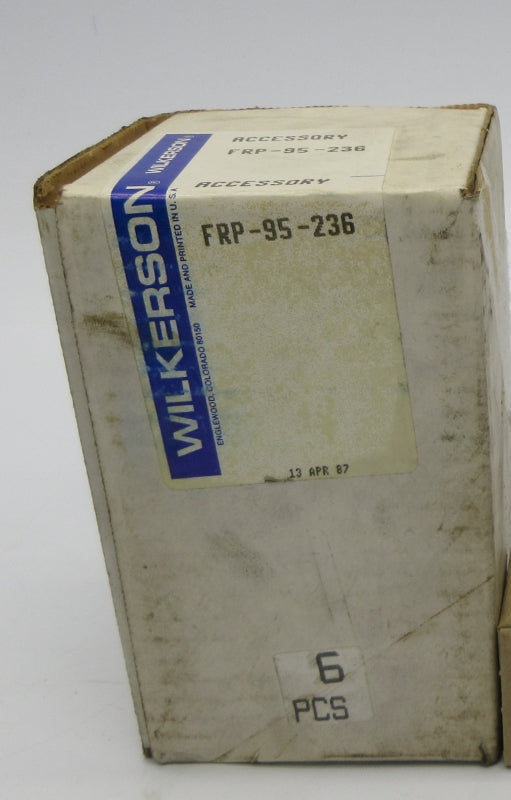 ACCESSORY
FRP-95-236
WILKERSON®
ACCESSORY
FRP-95-236
WILKERSON®
MADE AND PRINTED IN U.S.A
ENGLEWOOD, COLORADO 80150
13 APR 87
6
PCS